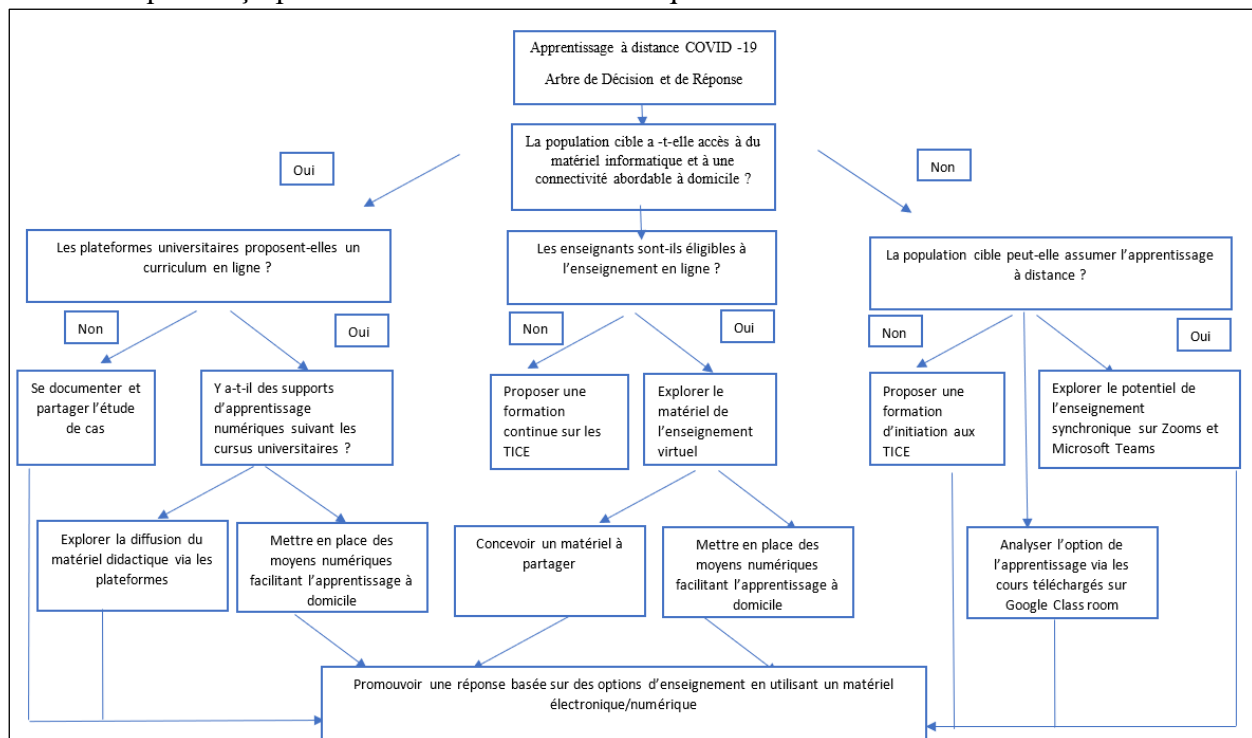 Apprentissage à distance COVID -19
Arbre de Décision et de Réponse
La population cible a -t-elle accès à du
matériel informatique et à une
connectivité abordable à domicile ?
Oui
Non
Les plateformes universitaires proposent-elles un
curriculum en ligne ?
Les enseignants sont-ils éligibles à
l'enseignement en ligne ?
La population cible peut-elle assumer l'apprentissage
à distance ?
Non
Oui
Non
Oui
Non
Oui
Se documenter et
partager l'étude
de cas
Y a-t-il des supports
d'apprentissage
numériques suivant les
cursus universitaires ?
Proposer une
formation
continue sur les
TICE
Explorer le
matériel de
l'enseignement
virtuel
Proposer une
formation
d'initiation aux
TICE
Explorer le potentiel de
l'enseignement
synchronique sur Zooms et
Microsoft Teams
Explorer la diffusion du
matériel didactique via les
plateformes
Mettre en place des
moyens numériques
facilitant l'apprentissage à
domicile
Concevoir un matériel à
partager
Mettre en place des
moyens numériques
facilitant l'apprentissage à
domicile
Analyser l'option de
l'apprentissage via les
cours téléchargés sur
Google Class room
Promouvoir une réponse basée sur des options d'enseignement en utilisant un matériel
électronique/numérique